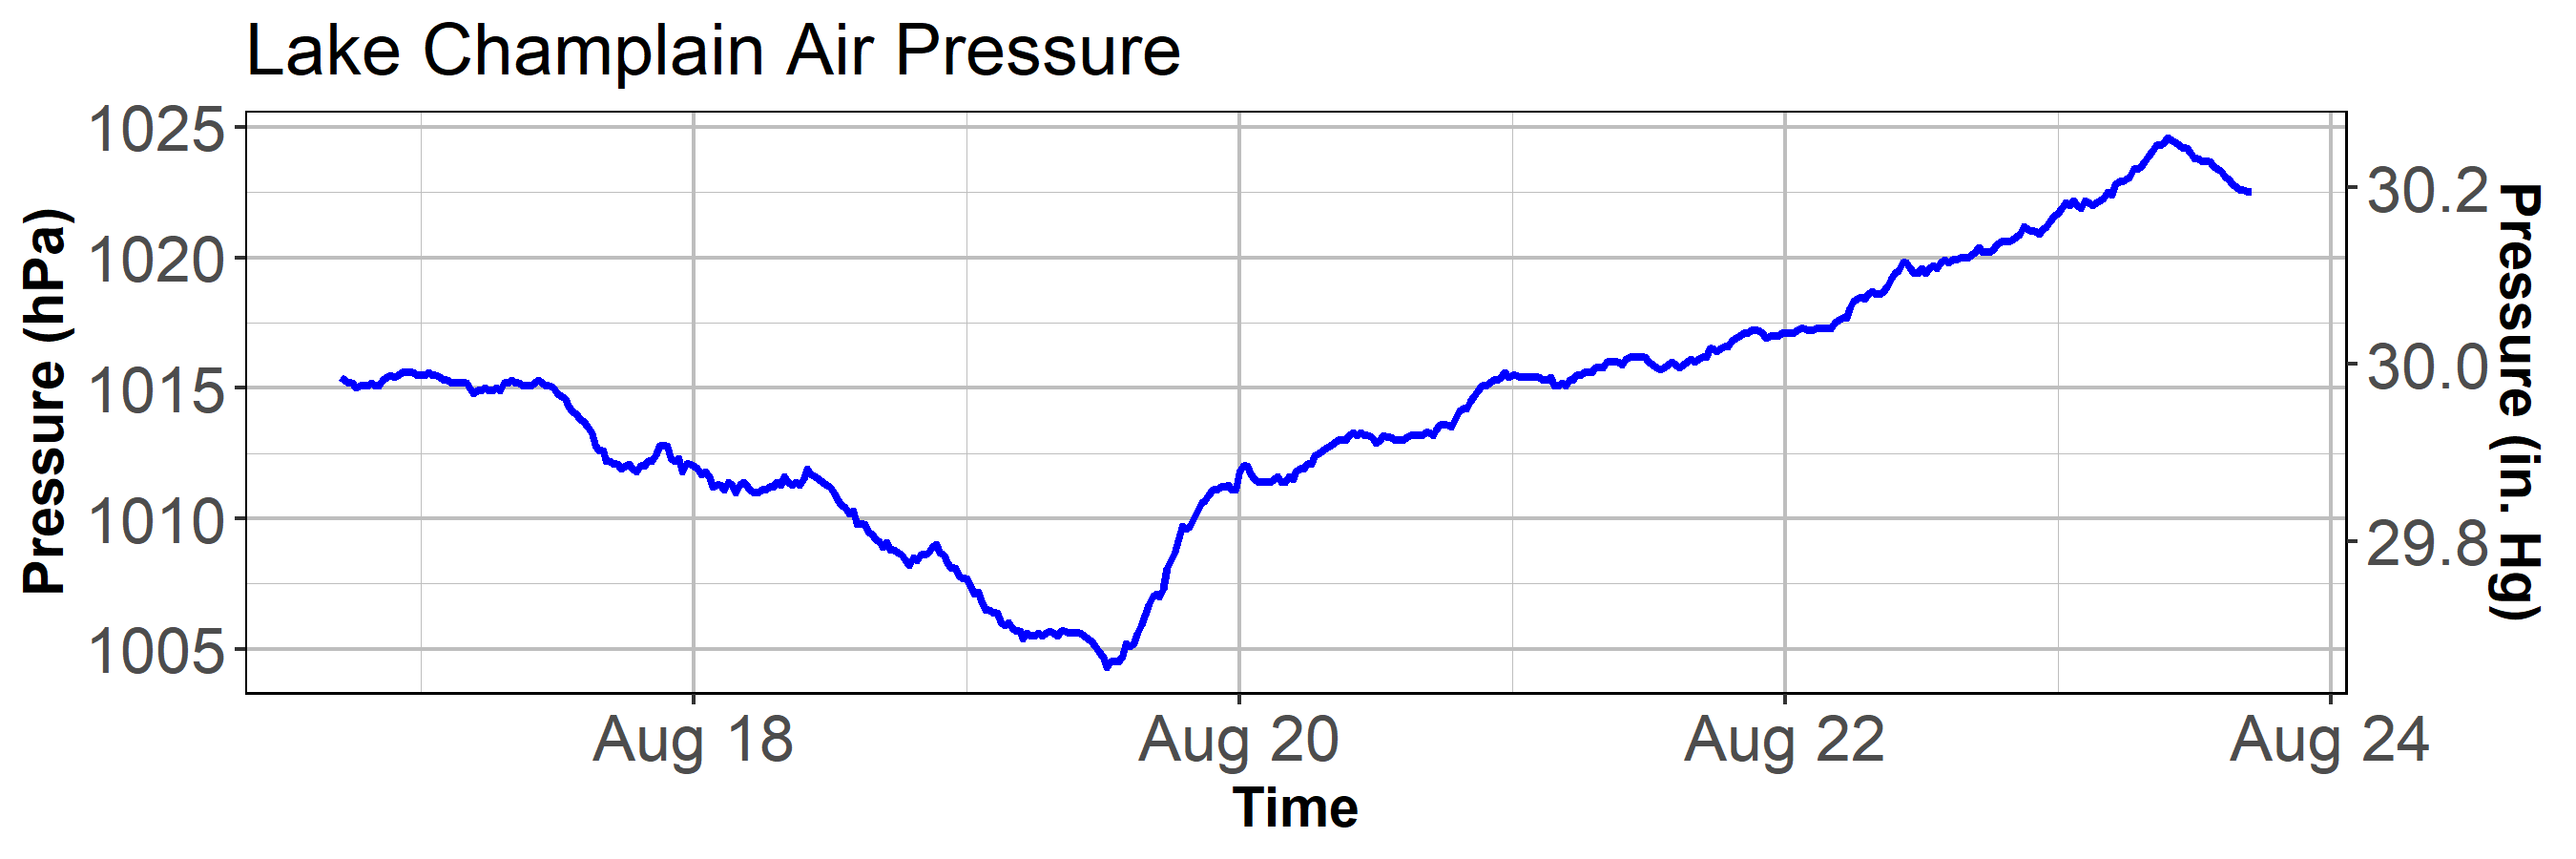 Lake Champlain Air Pressure
1025
1020
1015
1010
1005
Pressure (hPa)
30.2
30.0
29.8
Pressure (in. Hg)
Aug 18
Aug 20
Aug 22
Aug 24
Time